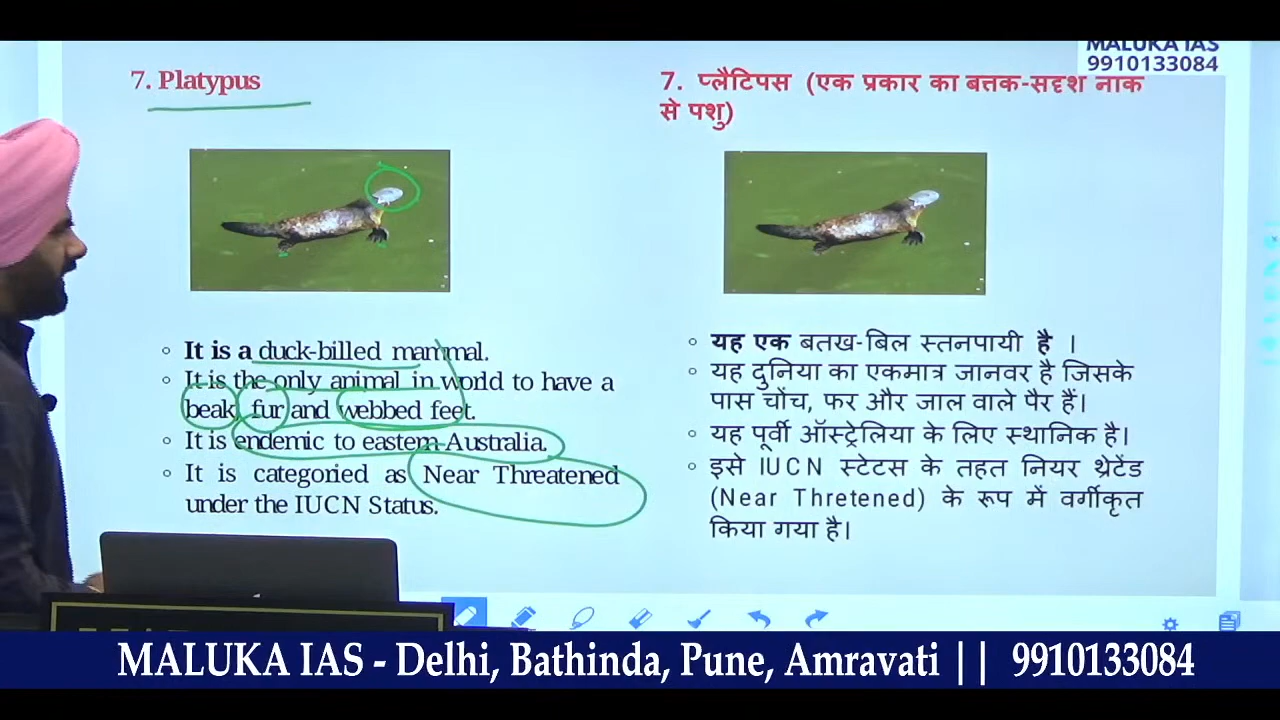 MALUKA IAS
9910133084
7. Platypus
It is a duck-billed mammal.
It is the only animal in world to have a
beak, fur and webbed feet.
It is endemic to eastern Australia.
It is categoried as Near Threatened
under the IUCN Status.
7. प्लैटिपस (एक प्रकार का बत्तक-सदृश नाक
से पशु)
यह एक बतख-बिल स्तनपायी है ।
यह दुनिया का एकमात्र जानवर है जिसके
पास चोंच, फर और जाल वाले पैर हैं।
यह पूर्वी ऑस्ट्रेलिया के लिए स्थानिक है।
इसे IUCN स्टेटस के तहत नियर थ्रेटेंड
(Near Thretened) के रूप में वर्गीकृत
किया गया है।
MALUKA IAS - Delhi, Bathinda, Pune, Amravati || 9910133084